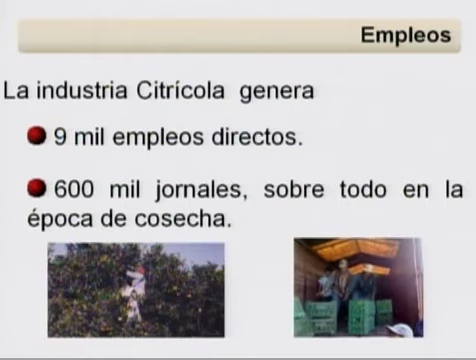 Empleos
La industria Citrícola genera
9 mil empleos directos.
600 mil jornales, sobre todo en la
época de cosecha.